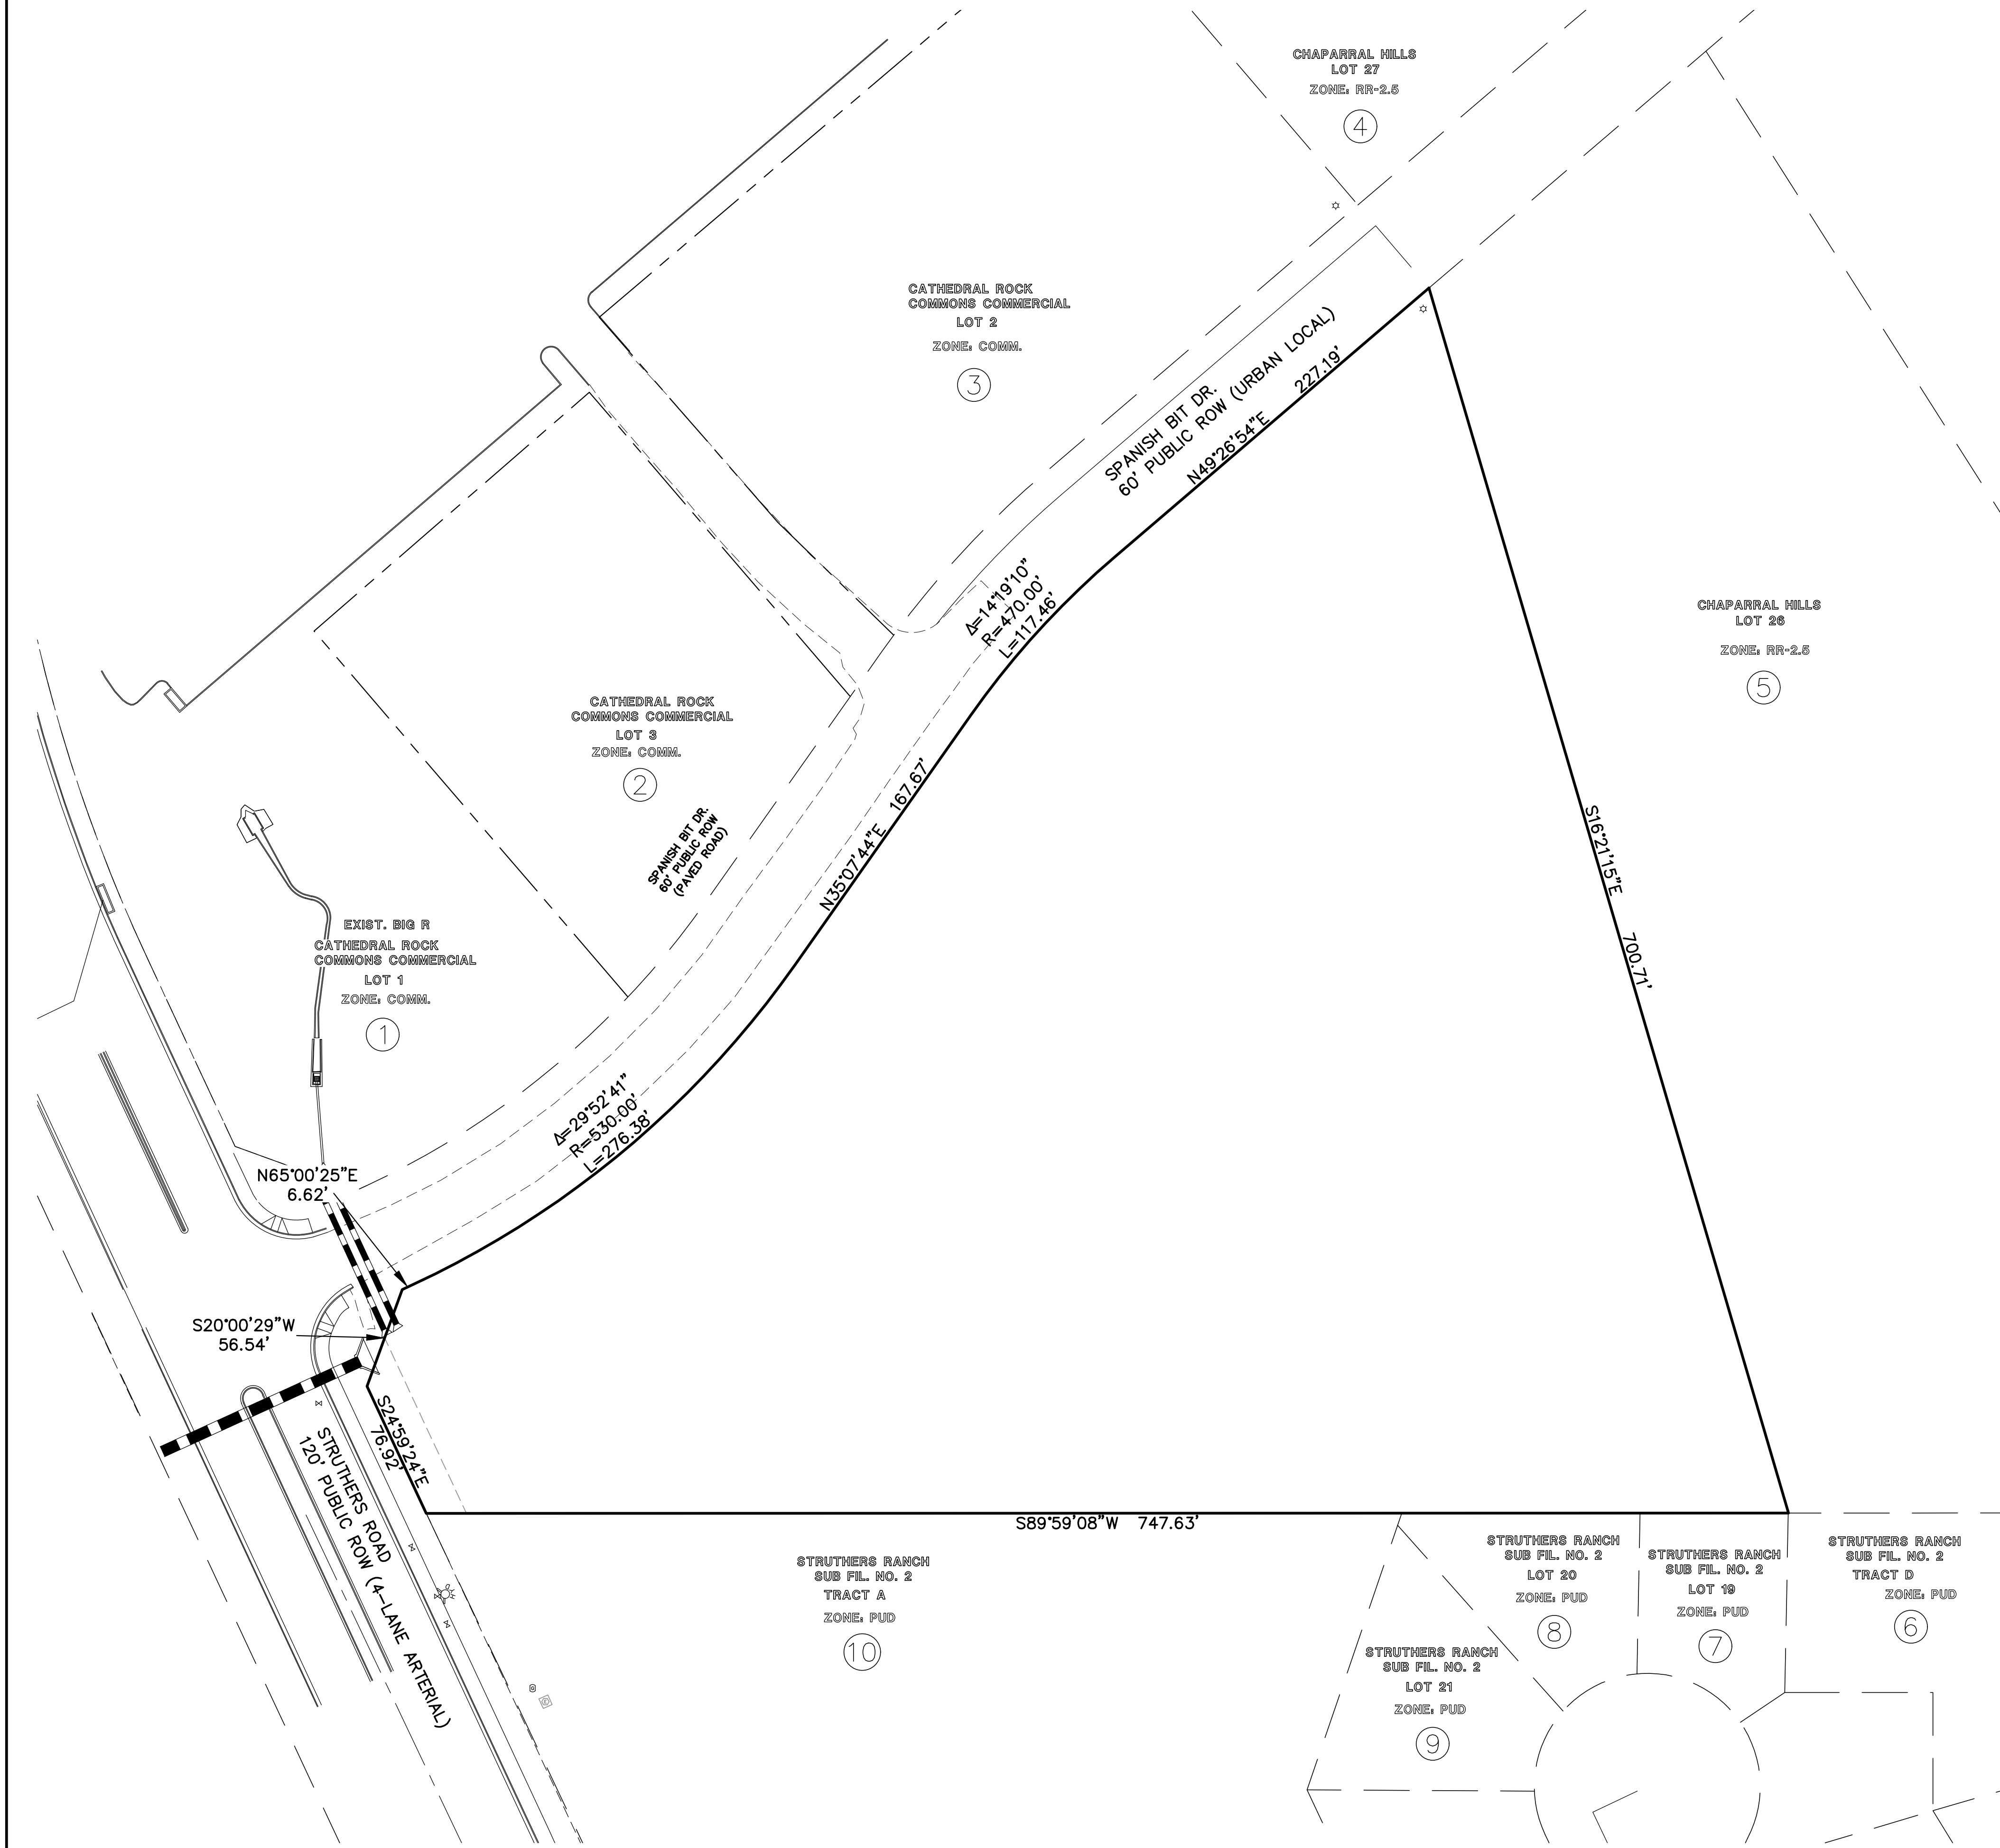 CHAPARRAL HILLS
LOT 27
ZONE: RR-2.5
4
CATHEDRAL ROCK
COMMONS COMMERCIAL
LOT 2
ZONE: COMM.
3
SPANISH BIT DR.
60' PUBLIC ROW (URBAN LOCAL)
N49°26'54"E 227.19'
Δ=14°19'10"
R=470.00'
L=117.46'
CHAPARRAL HILLS
LOT 26
ZONE: RR-2.5
5
CATHEDRAL ROCK
COMMONS COMMERCIAL
LOT 3
ZONE: COMM.
2
SPANISH BIT DR.
60' PUBLIC ROW
(PAVED ROAD)
N35°07'44"E 167.67'
S16°21'15"E 700.71'
EXIST. BIG R
CATHEDRAL ROCK
COMMONS COMMERCIAL
LOT 1
ZONE: COMM.
1
Δ=29°52'41"
R=530.00'
L=276.38'
N65°00'25"E
6.62'
S20°00'29"W
56.54'
S24°59'24"E
76.92'
STRUTHERS ROAD
120' PUBLIC ROW (4-LANE ARTERIAL)
S89°59'08"W 747.63'
STRUTHERS RANCH
SUB FIL. NO. 2
TRACT A
ZONE: PUD
10
STRUTHERS RANCH
SUB FIL. NO. 2
LOT 20
ZONE: PUD
8
STRUTHERS RANCH
SUB FIL. NO. 2
LOT 19
ZONE: PUD
7
STRUTHERS RANCH
SUB FIL. NO. 2
TRACT D
ZONE: PUD
6
STRUTHERS RANCH
SUB FIL. NO. 2
LOT 21
ZONE: PUD
9